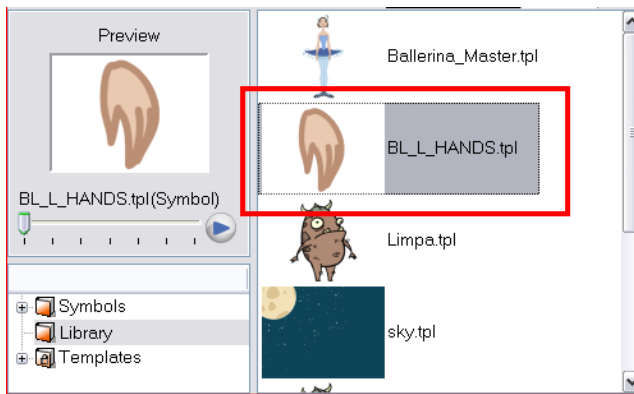 Preview
BL_L_HANDS.tpl(Symbol)
Symbols
Library
Templates
Ballerina_Master.tpl
BL_L_HANDS.tpl
Limpa.tpl
sky.tpl